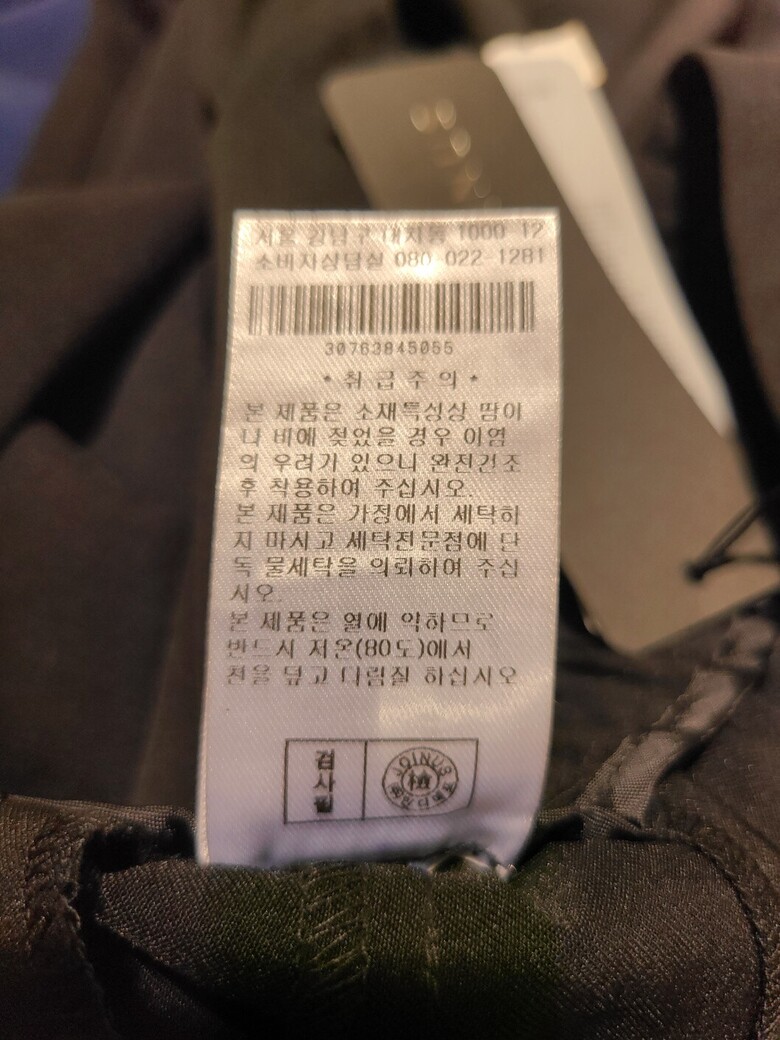 서울 강남구 대치동 1000-12
소비자상담실 080-022-1281
30763845055
* 취 급 주 의 *
본 제품은 소재특성상 땀이
나 비에 젖었을 경우 이염
의 우려가 있으니 완전건조
후 착용하여 주십시오.
본 제품은 가정에서 세탁하
지 마시고 세탁전문점에 단
독 물세탁을 의뢰하여 주십
시오.
본 제품은 열에 약하므로
반드시 저온(80도)에서
천을 덮고 다림질 하십시오
검사필
JOINUS
檢